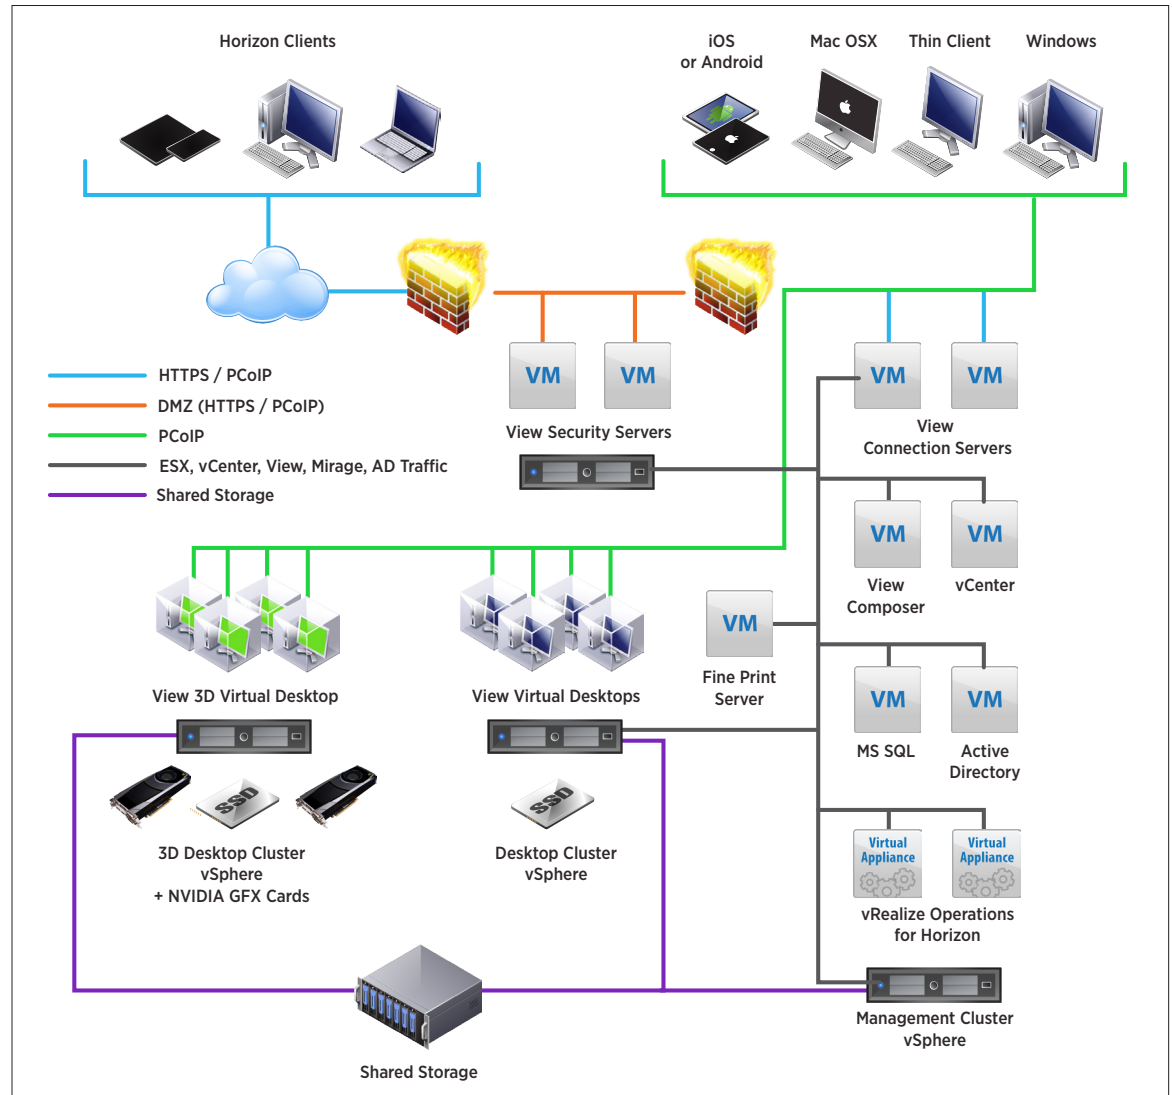 Horizon Clients
iOS
or Android
Mac OSX
Thin Client
Windows
HTTPS / PCoIP
DMZ (HTTPS / PCoIP)
PCoIP
ESX, vCenter, View, Mirage, AD Traffic
Shared Storage
VM
VM
View Security Servers
VM
VM
View
Connection Servers
VM
VM
View
Composer
vCenter
VM
Fine Print
Server
VM
VM
MS SQL
Active
Directory
View 3D Virtual Desktop
View Virtual Desktops
SSD
3D Desktop Cluster
vSphere
+ NVIDIA GFX Cards
SSD
Desktop Cluster
vSphere
Virtual
Appliance
Virtual
Appliance
vRealize Operations
for Horizon
Management Cluster
vSphere
Shared Storage